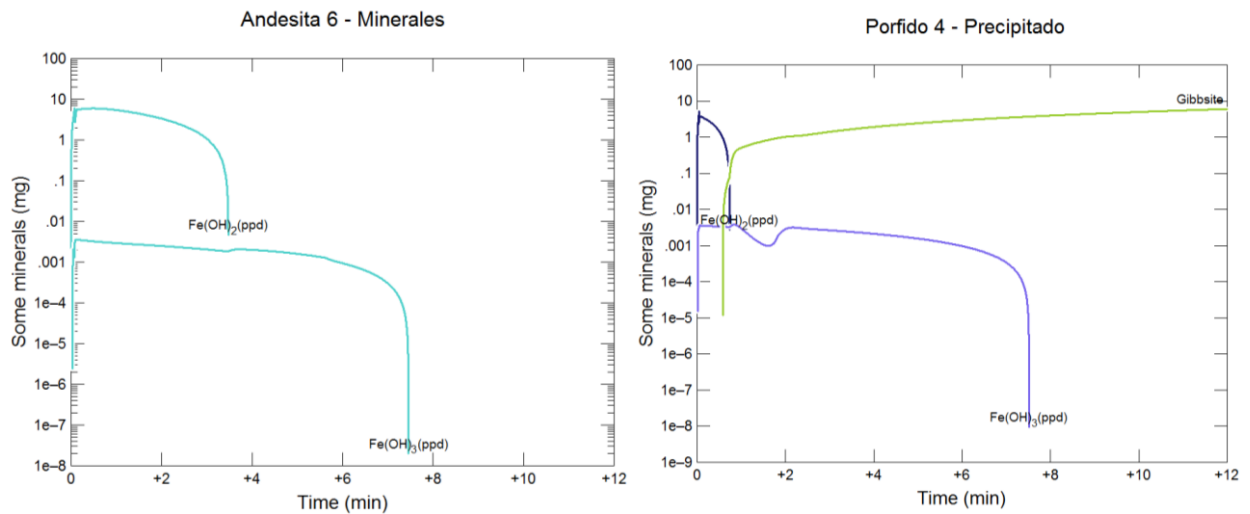 Andesita 6 - Minerales
100
10
1
.1
.01
.001
1e–4
1e–5
1e–6
1e–7
1e–8
Some minerals (mg)
Fe(OH)2(ppd)
Fe(OH)3(ppd)
0 +2 +4 +6 +8 +10 +12
Time (min)
Porfido 4 - Precipitado
100
10
1
.1
.01
.001
1e–4
1e–5
1e–6
1e–7
1e–8
1e–9
Some minerals (mg)
Gibbsite
Fe(OH)2(ppd)
Fe(OH)3(ppd)
0 +2 +4 +6 +8 +10 +12
Time (min)